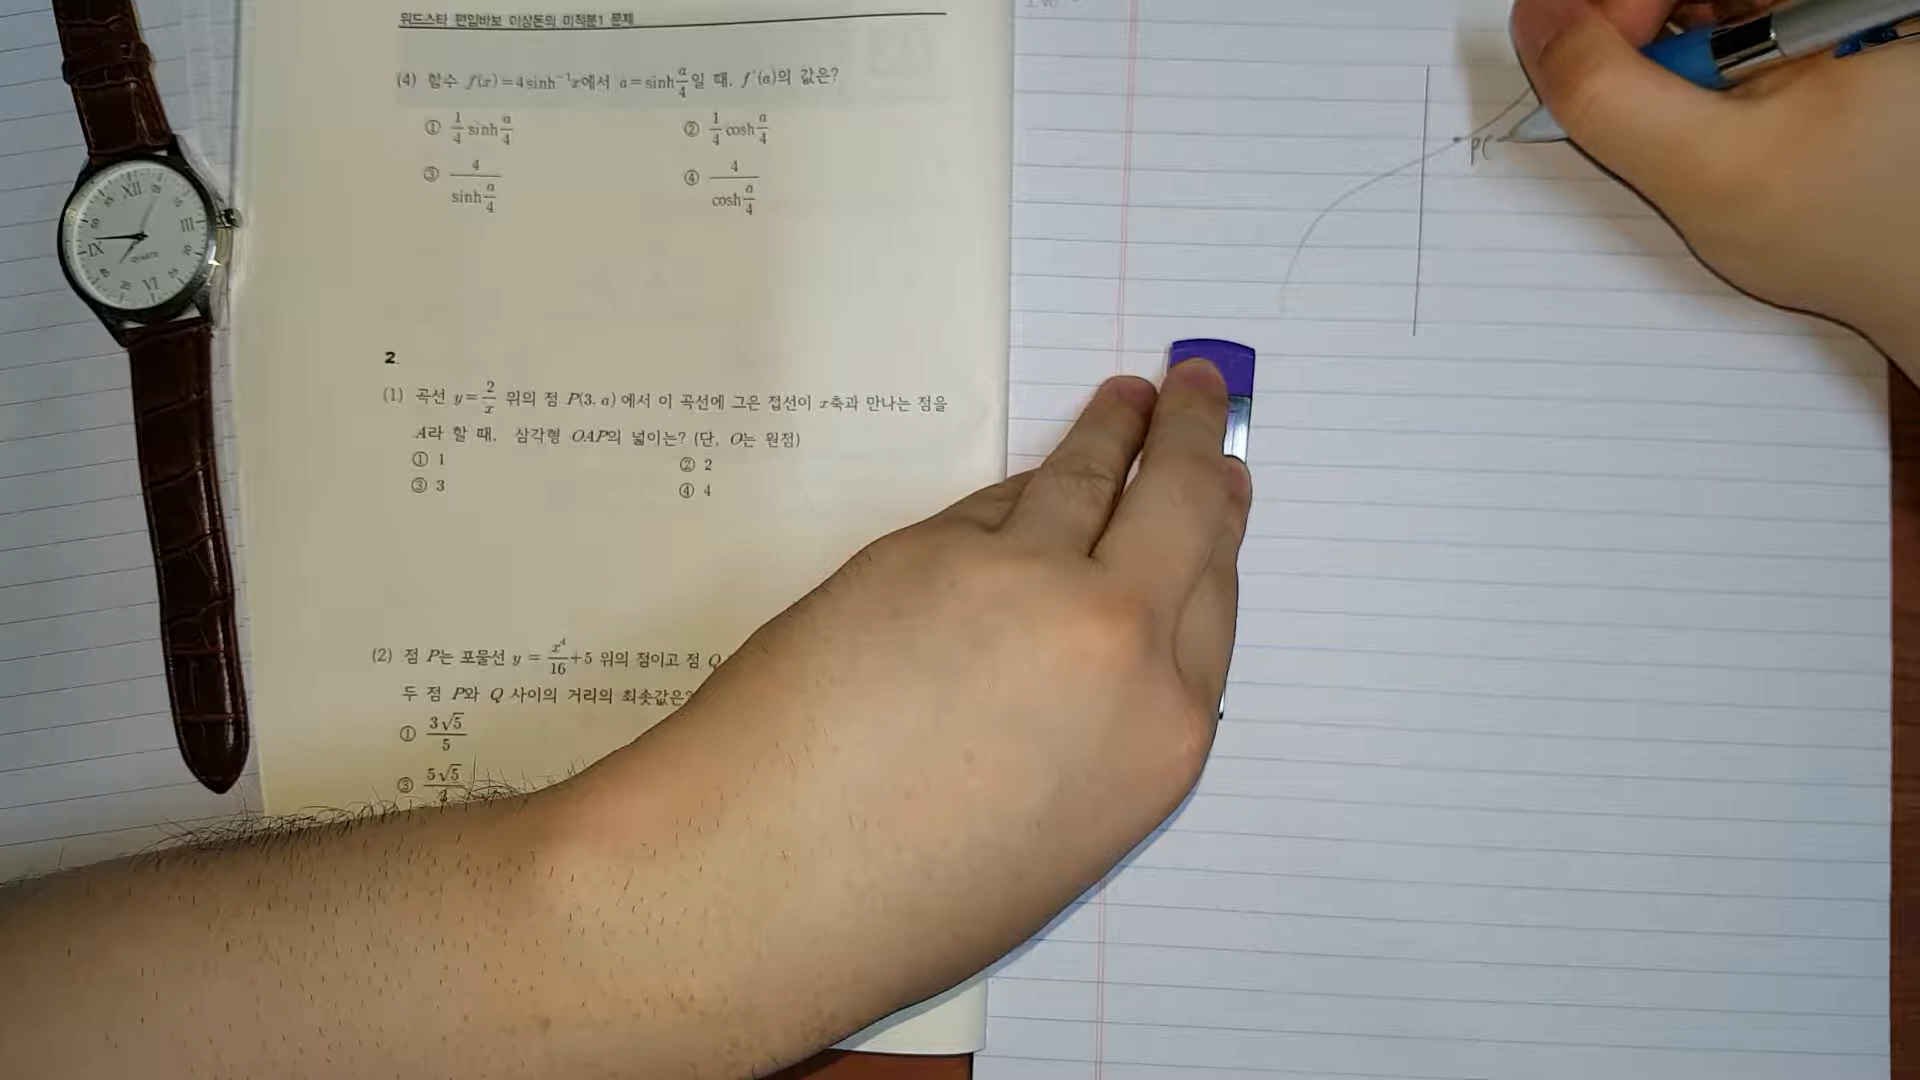 위드스타 편입바보 이상돈의 미적분1 문제
(4) 함수 f(x)=4sinh⁻¹x에서 a=sinh a/4일 때, f'(a)의 값은?
① 1/4 sinh a/4 ② 1/4 cosh a/4
③ 4/(sinh a/4) ④ 4/(cosh a/4)
2.
(1) 곡선 y=2/x 위의 점 P(3, a)에서 이 곡선에 그은 접선이 x축과 만나는 점을
A라 할 때, 삼각형 OAP의 넓이는? (단, O는 원점)
① 1 ② 2
③ 3 ④ 4
(2) 점 P는 포물선 y = x⁴/16+5 위의 점이고 점 Q
두 점 P와 Q 사이의 거리의 최솟값은?
① 3√5/5
③ 5√5
P(
XII
III
VI
IX
QUARTZ